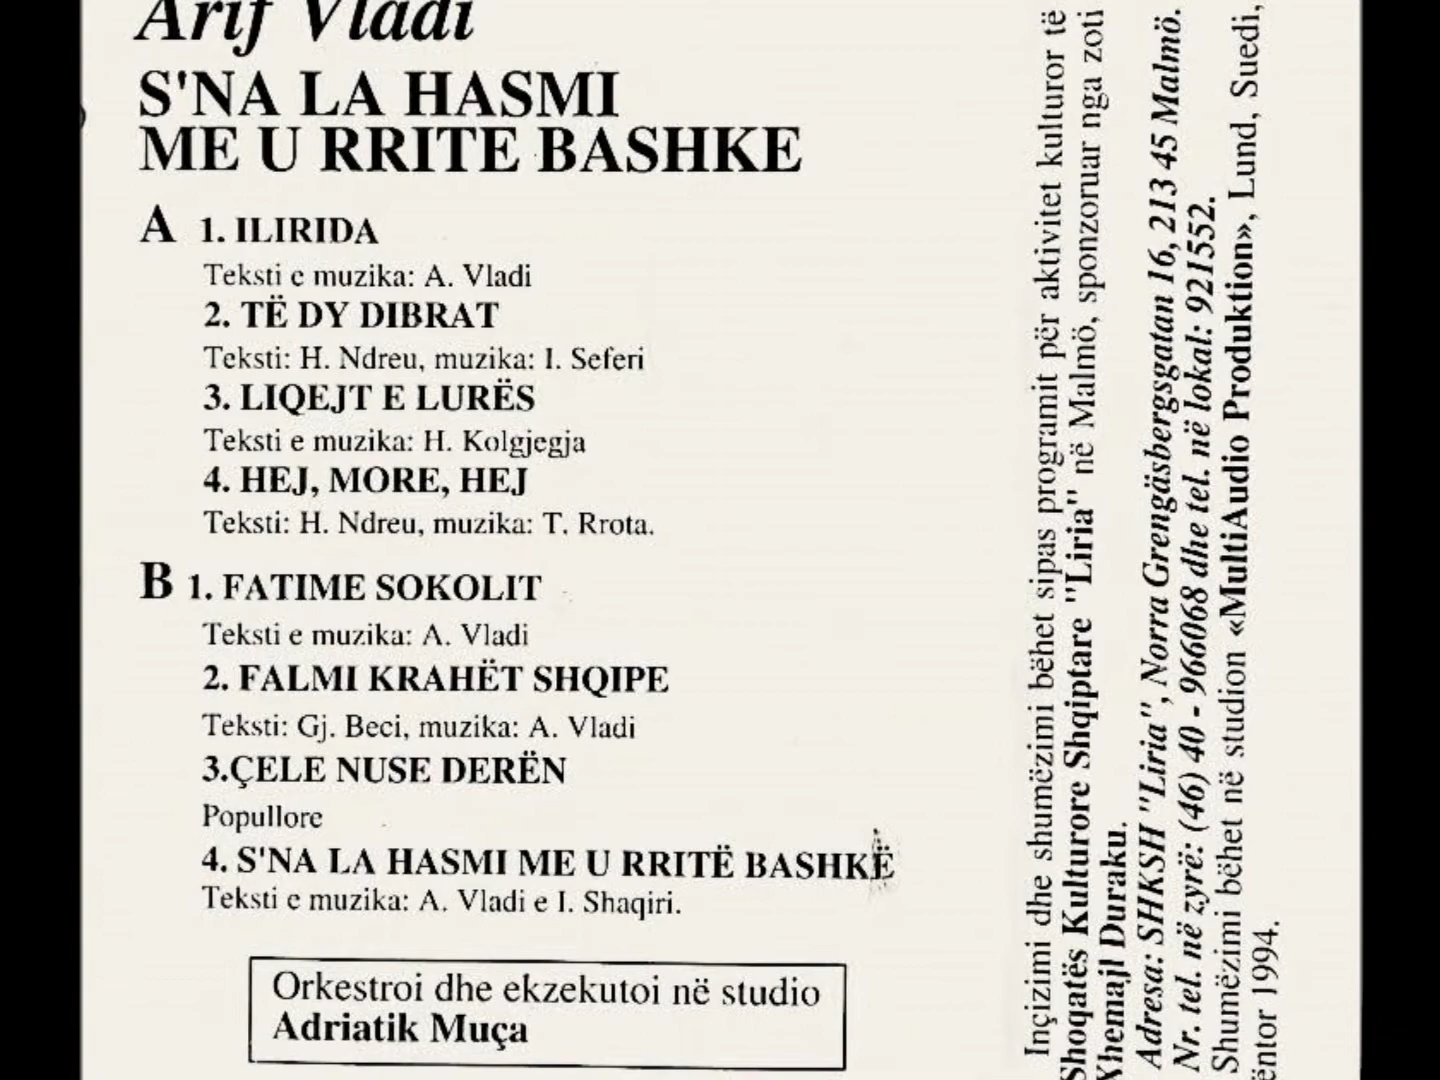 Arif Vladi
S'NA LA HASMI
ME U RRITE BASHKE
A 1. ILIRIDA
Teksti e muzika: A. Vladi
2. TË DY DIBRAT
Teksti: H. Ndreu, muzika: I. Seferi
3. LIQEJT E LURËS
Teksti e muzika: H. Kolgjegja
4. HEJ, MORE, HEJ
Teksti: H. Ndreu, muzika: T. Rrota.
B 1. FATIME SOKOLIT
Teksti e muzika: A. Vladi
2. FALMI KRAHËT SHQIPE
Teksti: Gj. Beci, muzika: A. Vladi
3.ÇELE NUSE DERËN
Popullore
4. S'NA LA HASMI ME U RRITË BASHKË
Teksti e muzika: A. Vladi e I. Shaqiri.
Orkestroi dhe ekzekutoi në studio
Adriatik Muça
Inçizimi dhe shumëzimi bëhet sipas programit për aktivitet kulturor të
Shoqatës Kulturore Shqiptare "Liria" në Malmö, sponzoruar nga zoti
Xhemajl Duraku.
Adresa: SHKSH "Liria", Norra Grengäsbergsgatan 16, 213 45 Malmö.
Nr. tel. në zyrë: (46) 40 - 966068 dhe tel. në lokal: 921552.
Shumëzimi bëhet në studion «MultiAudio Produktion», Lund, Suedi,
ëntor 1994.